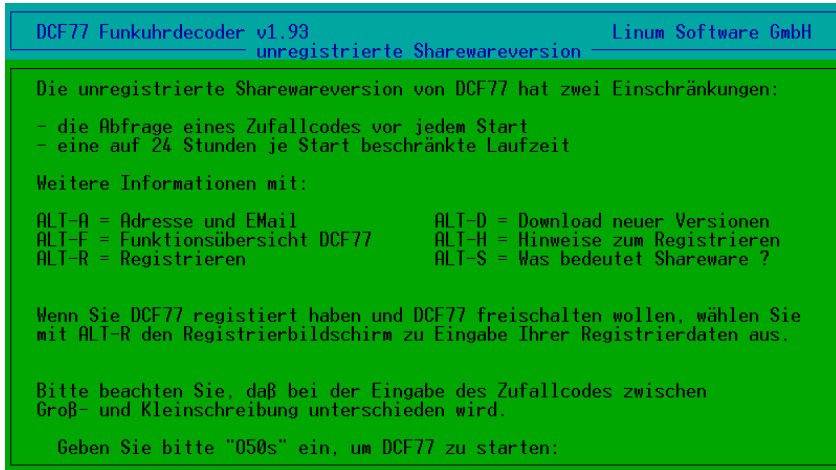 DCF77 Funkuhrdecoder v1.93 Linum Software GmbH
unregistrierte Sharewareversion
Die unregistrierte Sharewareversion von DCF77 hat zwei Einschränkungen:
- die Abfrage eines Zufallcodes vor jedem Start
- eine auf 24 Stunden je Start beschränkte Laufzeit
Weitere Informationen mit:
ALT-A = Adresse und EMail ALT-D = Download neuer Versionen
ALT-F = Funktionsübersicht DCF77 ALT-H = Hinweise zum Registrieren
ALT-R = Registrieren ALT-S = Was bedeutet Shareware ?
Wenn Sie DCF77 registiert haben und DCF77 freischalten wollen, wählen Sie
mit ALT-R den Registrierbildschirm zu Eingabe Ihrer Registrierdaten aus.
Bitte beachten Sie, daß bei der Eingabe des Zufallcodes zwischen
Groß- und Kleinschreibung unterschieden wird.
Geben Sie bitte "O50s" ein, um DCF77 zu starten: